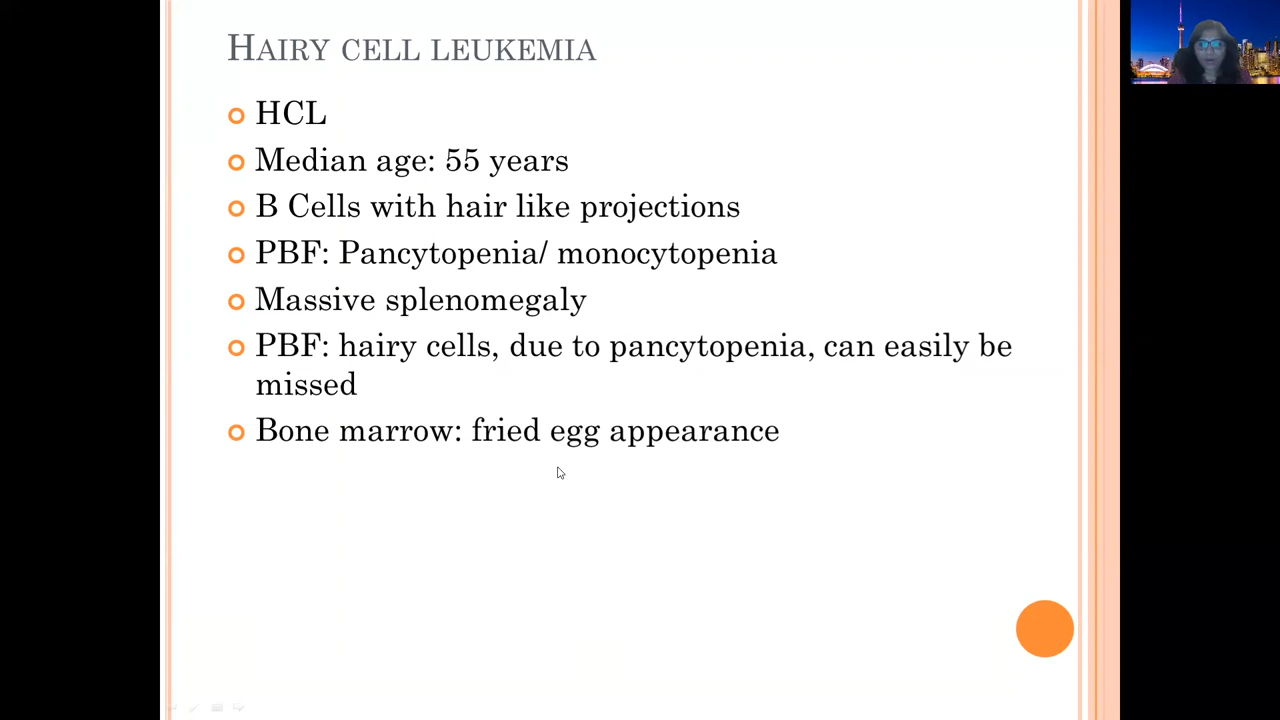 HAIRY CELL LEUKEMIA
HCL
Median age: 55 years
B Cells with hair like projections
PBF: Pancytopenia/ monocytopenia
Massive splenomegaly
PBF: hairy cells, due to pancytopenia, can easily be
missed
Bone marrow: fried egg appearance